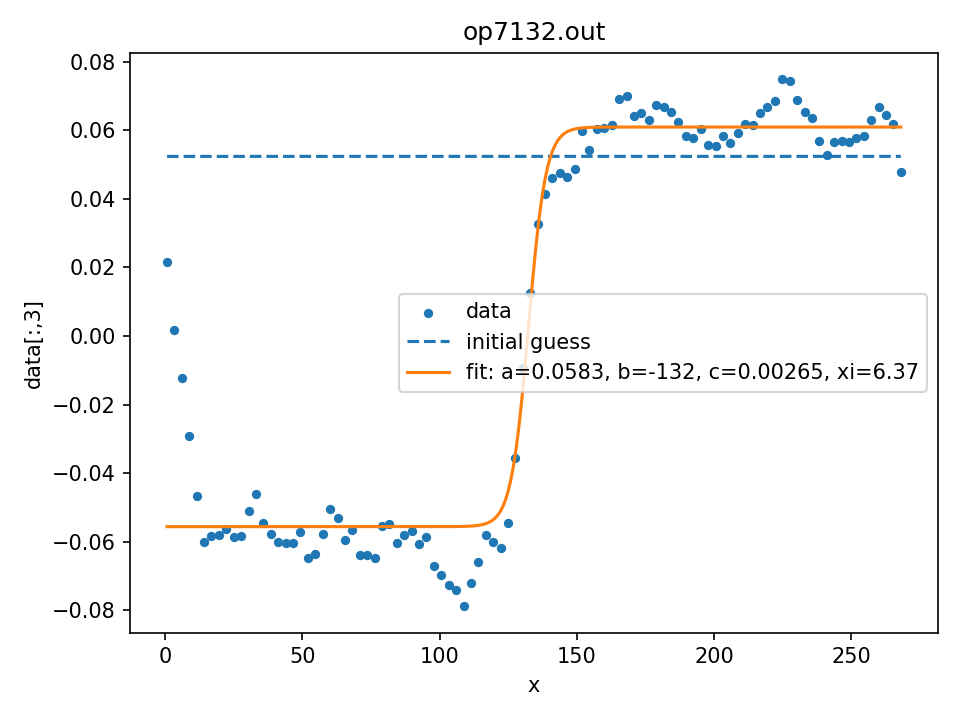 op7132.out
0.08
0.06
0.04
0.02
0.00
−0.02
−0.04
−0.06
−0.08
data[:,3]
data
initial guess
fit: a=0.0583, b=-132, c=0.00265, xi=6.37
0 50 100 150 200 250
x